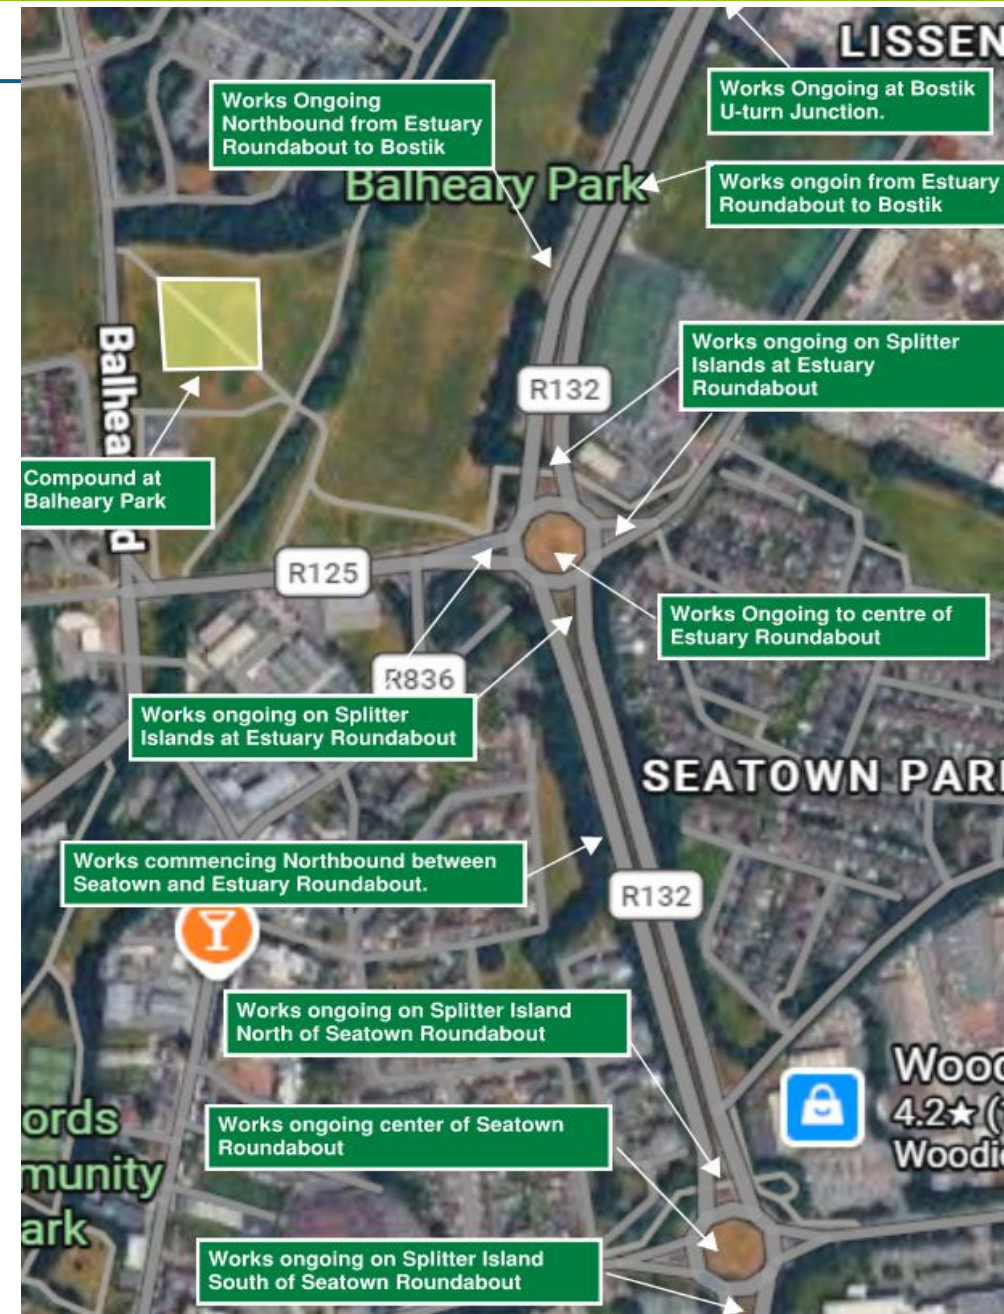 LISSEN
Works Ongoing at Bostik
U-turn Junction.
Works Ongoing
Northbound from Estuary
Roundabout to Bostik
Balheary Park
Works ongoin from Estuary
Roundabout to Bostik
Balhea
d
Works ongoing on Splitter
Islands at Estuary
Roundabout
R132
Compound at
Balheary Park
R125
Works Ongoing to centre of
Estuary Roundabout
R836
Works ongoing on Splitter
Islands at Estuary Roundabout
SEATOWN PAR
Works commencing Northbound between
Seatown and Estuary Roundabout.
R132
Works ongoing on Splitter Island
North of Seatown Roundabout
Wood
4.2★ (
Woodie
ords
munity
ark
Works ongoing center of Seatown
Roundabout
Works ongoing on Splitter Island
South of Seatown Roundabout